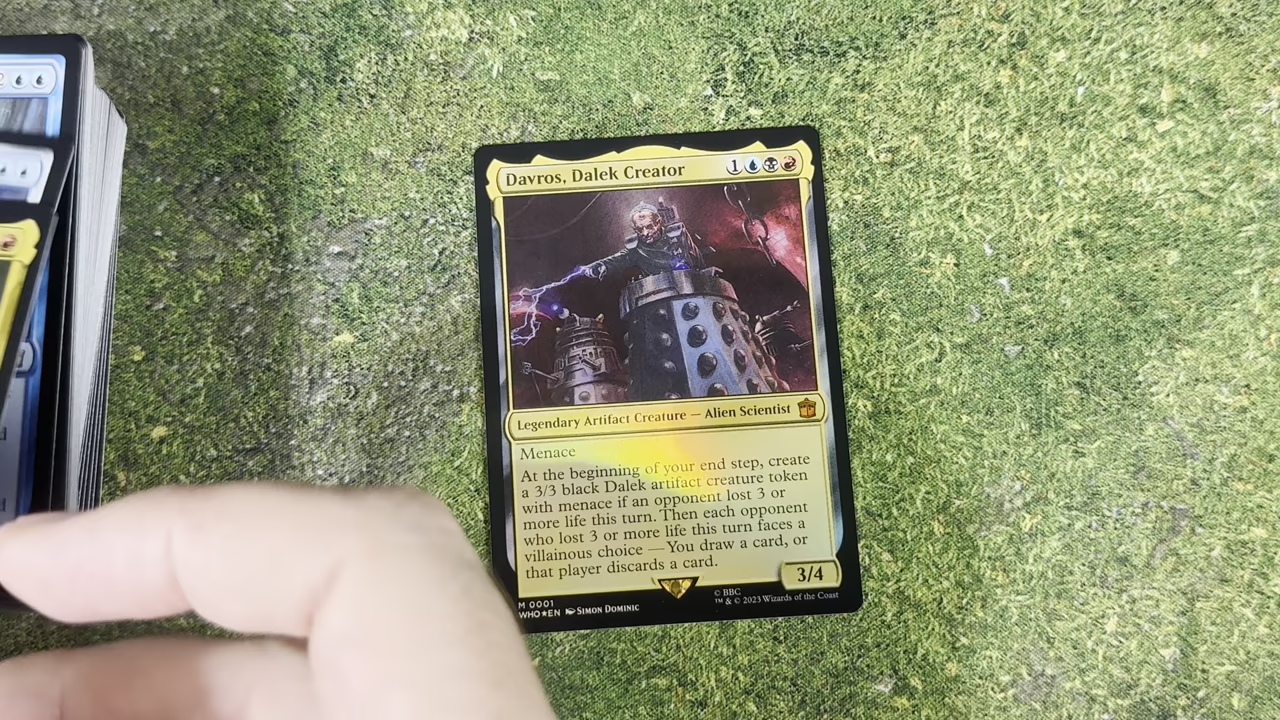 Davros, Dalek Creator
1
Legendary Artifact Creature — Alien Scientist
Menace
At the beginning of your end step, create
a 3/3 black Dalek artifact creature token
with menace if an opponent lost 3 or
more life this turn. Then each opponent
who lost 3 or more life this turn faces a
villainous choice — You draw a card, or
that player discards a card.
3/4
M 0001
WHO★EN SIMON DOMINIC
© BBC
™ & © 2023 Wizards of the Coast